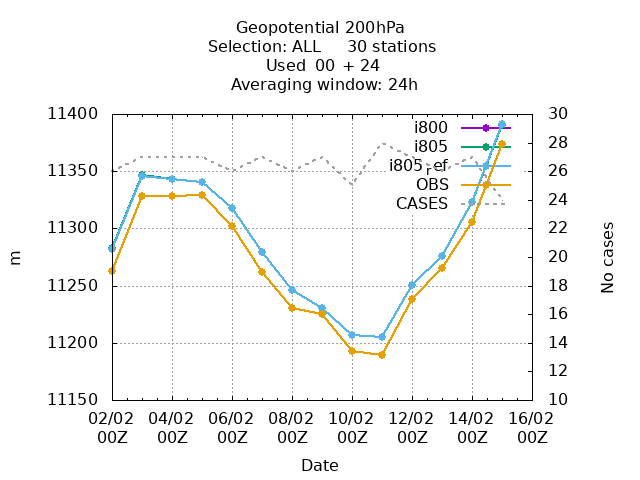 Geopotential 200hPa
Selection: ALL 30 stations
Used 00 + 24
Averaging window: 24h
11400 30
i800 28
i805
11350 i805ref 26
OBS
CASES 24
11300 22
m 11250 20 No cases
18
16
11200 14
12
11150 10
02/02 04/02 06/02 08/02 10/02 12/02 14/02 16/02
00Z 00Z 00Z 00Z 00Z 00Z 00Z 00Z
Date